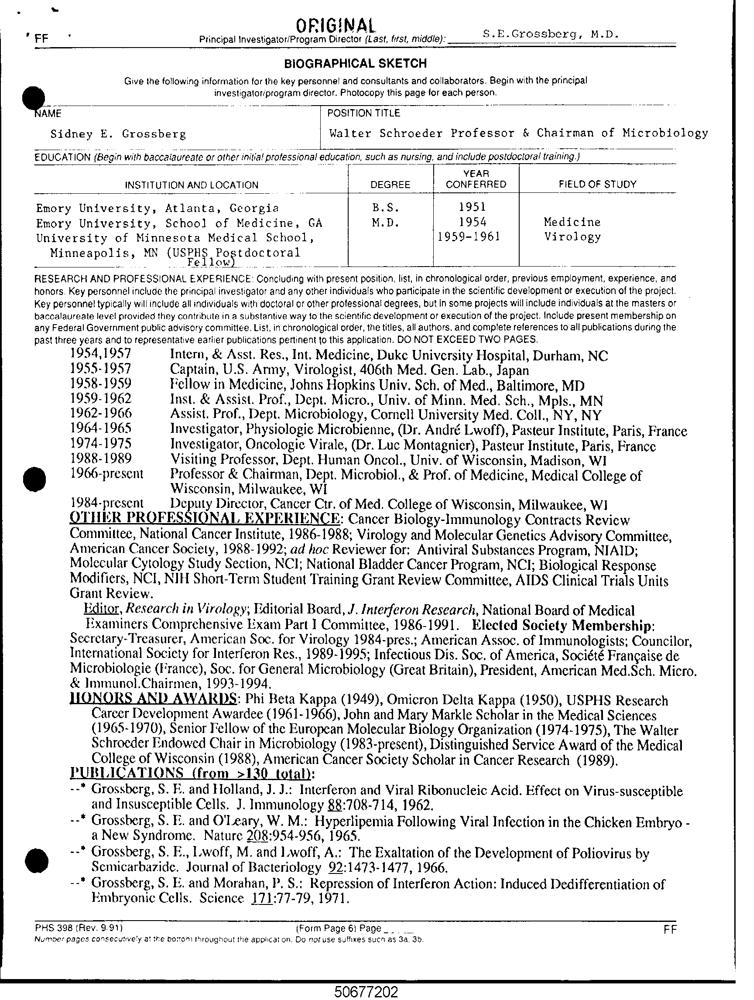 ORIGINAL
' FF
Principal Investigator/Program Director (Last, first, middle): S.E.Grossberg, M.D.
BIOGRAPHICAL SKETCH
Give the following information for the key personnel and consultants and collaborators. Begin with the principal
investigator/program director. Photocopy this page for each person.
NAME POSITION TITLE
Sidney E. Grossberg Walter Schroeder Professor & Chairman of Microbiology
EDUCATION (Begin with baccalaureate or other initial professional education, such as nursing, and include postdoctoral training.)
INSTITUTION AND LOCATION DEGREE YEAR CONFERRED FIELD OF STUDY
Emory University, Atlanta, Georgia B.S. 1951
Emory University, School of Medicine, GA M.D. 1954 Medicine
University of Minnesota Medical School, 1959-1961 Virology
Minneapolis, MN (USPHS Postdoctoral
Fellow)
RESEARCH AND PROFESSIONAL EXPERIENCE: Concluding with present position, list, in chronological order, previous employment, experience, and
honors. Key personnel include the principal investigator and any other individuals who participate in the scientific development or execution of the project.
Key personnel typically will include all individuals with doctoral or other professional degrees, but in some projects will include individuals at the masters or
baccalaureate level provided they contribute in a substantive way to the scientific development or execution of the project. Include present membership on
any Federal Government public advisory committee. List, in chronological order, the titles, all authors, and complete references to all publications during the
past three years and to representative earlier publications pertinent to this application. DO NOT EXCEED TWO PAGES.
1954,1957 Intern, & Asst. Res., Int. Medicine, Duke University Hospital, Durham, NC
1955-1957 Captain, U.S. Army, Virologist, 406th Med. Gen. Lab., Japan
1958-1959 Fellow in Medicine, Johns Hopkins Univ. Sch. of Med., Baltimore, MD
1959-1962 Inst. & Assist. Prof., Dept. Micro., Univ. of Minn. Med. Sch., Mpls., MN
1962-1966 Assist. Prof., Dept. Microbiology, Cornell University Med. Coll., NY, NY
1964-1965 Investigator, Physiologie Microbienne, (Dr. André Lwoff), Pasteur Institute, Paris, France
1974-1975 Investigator, Oncologie Virale, (Dr. Luc Montagnier), Pasteur Institute, Paris, France
1988-1989 Visiting Professor, Dept. Human Oncol., Univ. of Wisconsin, Madison, WI
1966-present Professor & Chairman, Dept. Microbiol., & Prof. of Medicine, Medical College of
Wisconsin, Milwaukee, WI
1984-present Deputy Director, Cancer Ctr. of Med. College of Wisconsin, Milwaukee, WI
OTHER PROFESSIONAL EXPERIENCE: Cancer Biology-Immunology Contracts Review
Committee, National Cancer Institute, 1986-1988; Virology and Molecular Genetics Advisory Committee,
American Cancer Society, 1988-1992; ad hoc Reviewer for: Antiviral Substances Program, NIAID;
Molecular Cytology Study Section, NCI; National Bladder Cancer Program, NCI; Biological Response
Modifiers, NCI, NIH Short-Term Student Training Grant Review Committee, AIDS Clinical Trials Units
Grant Review.
Editor, Research in Virology; Editorial Board, J. Interferon Research, National Board of Medical
Examiners Comprehensive Exam Part I Committee, 1986-1991. Elected Society Membership:
Secretary-Treasurer, American Soc. for Virology 1984-pres.; American Assoc. of Immunologists; Councilor,
International Society for Interferon Res., 1989-1995; Infectious Dis. Soc. of America, Société Française de
Microbiologie (France), Soc. for General Microbiology (Great Britain), President, American Med.Sch. Micro.
& Immunol.Chairmen, 1993-1994.
HONORS AND AWARDS: Phi Beta Kappa (1949), Omicron Delta Kappa (1950), USPHS Research
Career Development Awardee (1961-1966), John and Mary Markle Scholar in the Medical Sciences
(1965-1970), Senior Fellow of the European Molecular Biology Organization (1974-1975), The Walter
Schroeder Endowed Chair in Microbiology (1983-present), Distinguished Service Award of the Medical
College of Wisconsin (1988), American Cancer Society Scholar in Cancer Research (1989).
PUBLICATIONS (from >130 total):
--* Grossberg, S. E. and Holland, J. J.: Interferon and Viral Ribonucleic Acid. Effect on Virus-susceptible
and Insusceptible Cells. J. Immunology 88:708-714, 1962.
--* Grossberg, S. E. and O'Leary, W. M.: Hyperlipemia Following Viral Infection in the Chicken Embryo -
a New Syndrome. Nature 208:954-956, 1965.
--* Grossberg, S. E., Lwoff, M. and Lwoff, A.: The Exaltation of the Development of Poliovirus by
Semicarbazide. Journal of Bacteriology 92:1473-1477, 1966.
--* Grossberg, S. E. and Morahan, P. S.: Repression of Interferon Action: Induced Dedifferentiation of
Embryonic Cells. Science 171:77-79, 1971.
PHS 398 (Rev. 9-91) (Form Page 6) Page _ _ _ FF
Number pages consecutively at the bottom throughout the application. Do not use suffixes such as 3a, 3b.
50677202